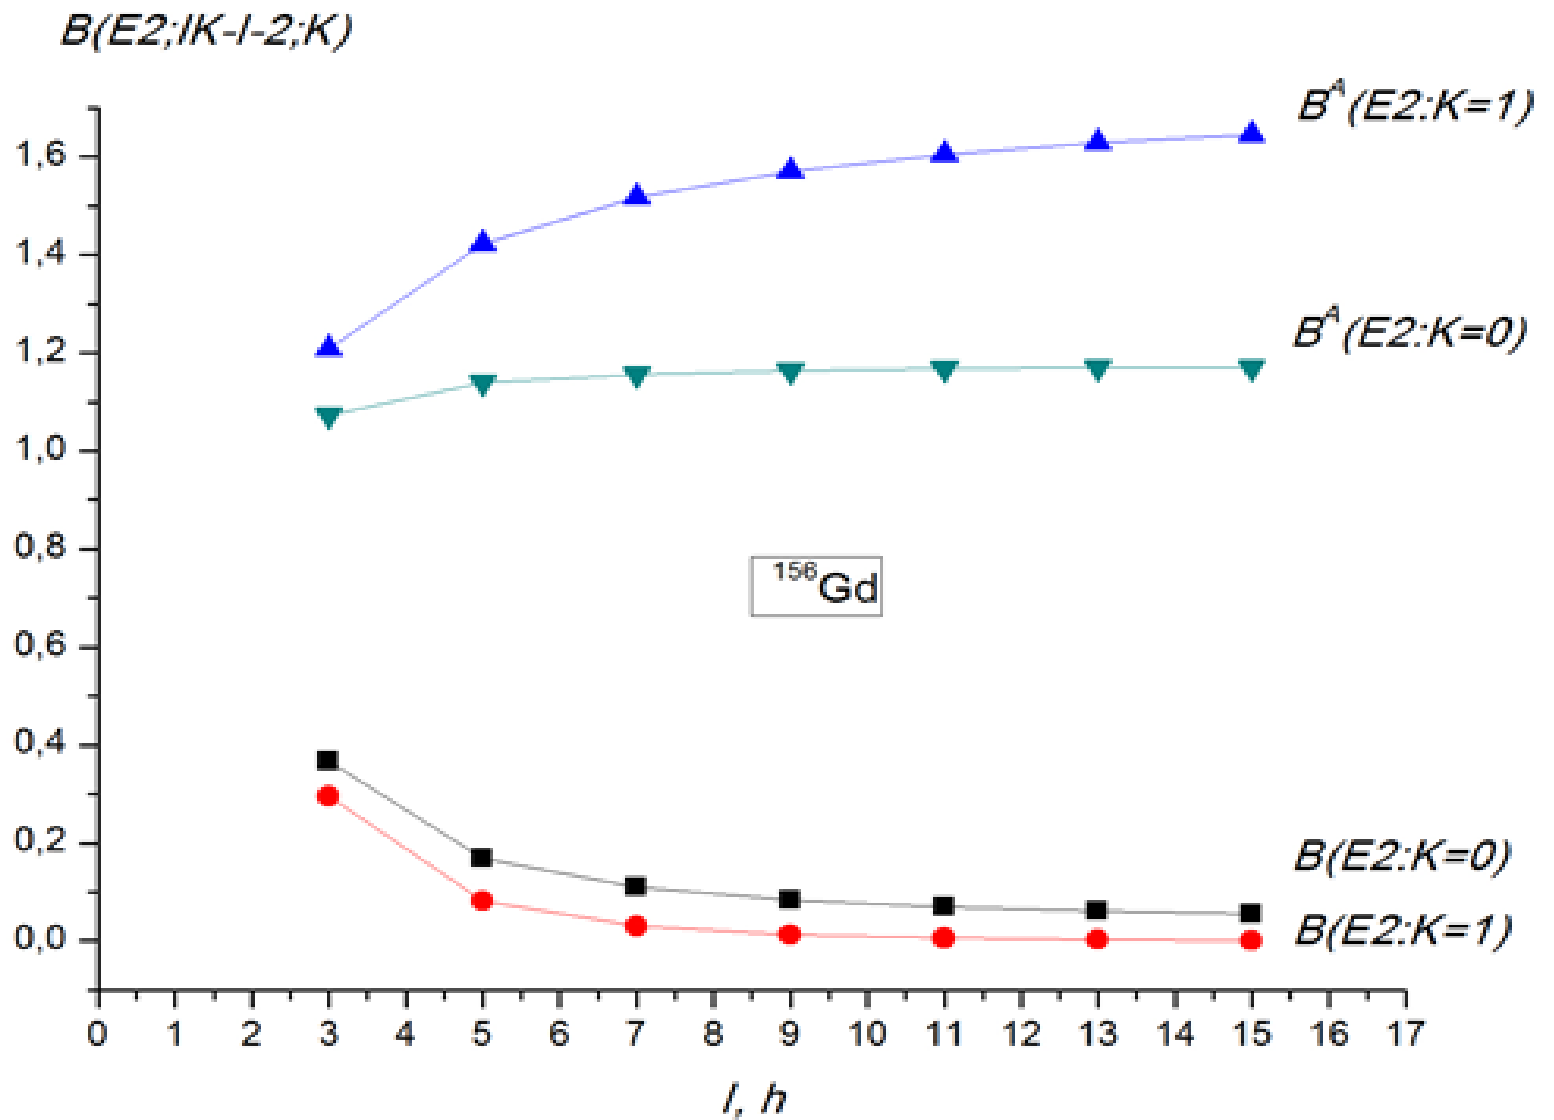 B(E2;IK-I-2;K)
B^A(E2:K=1)
1,6
1,4
B^A(E2:K=0)
1,2
1,0
0,8
¹⁵⁶Gd
0,6
0,4
0,2
B(E2:K=0)
0,0
B(E2:K=1)
0 1 2 3 4 5 6 7 8 9 10 11 12 13 14 15 16 17
I, h